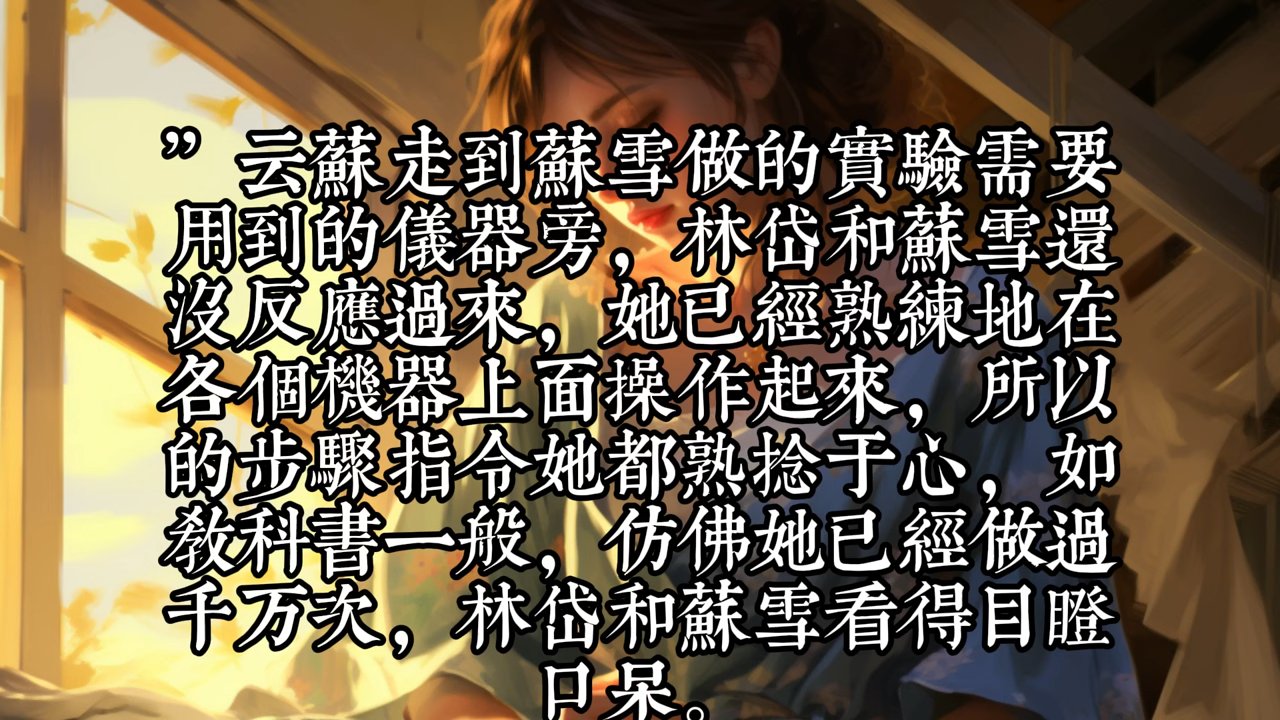 ”云蘇走到蘇雪做的實驗需要
用到的儀器旁，林岱和蘇雪還
沒反應過來，她已經熟練地在
各個機器上面操作起來，所以
的步驟指令她都熟捻于心，如
教科書一般，仿佛她已經做過
千万次，林岱和蘇雪看得目瞪
口呆。